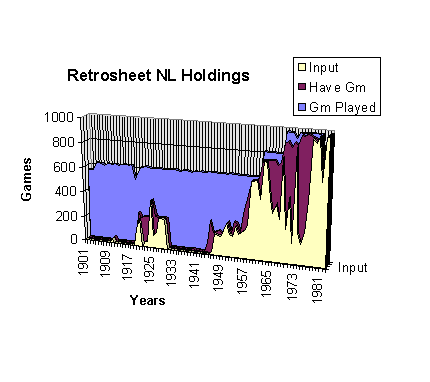 Retrosheet NL Holdings
Input
Have Gm
Gm Played
1000
800
600
400
200
0
Games
1901
1909
1917
1925
1933
1941
1949
1957
1965
1973
1981
Input
Years